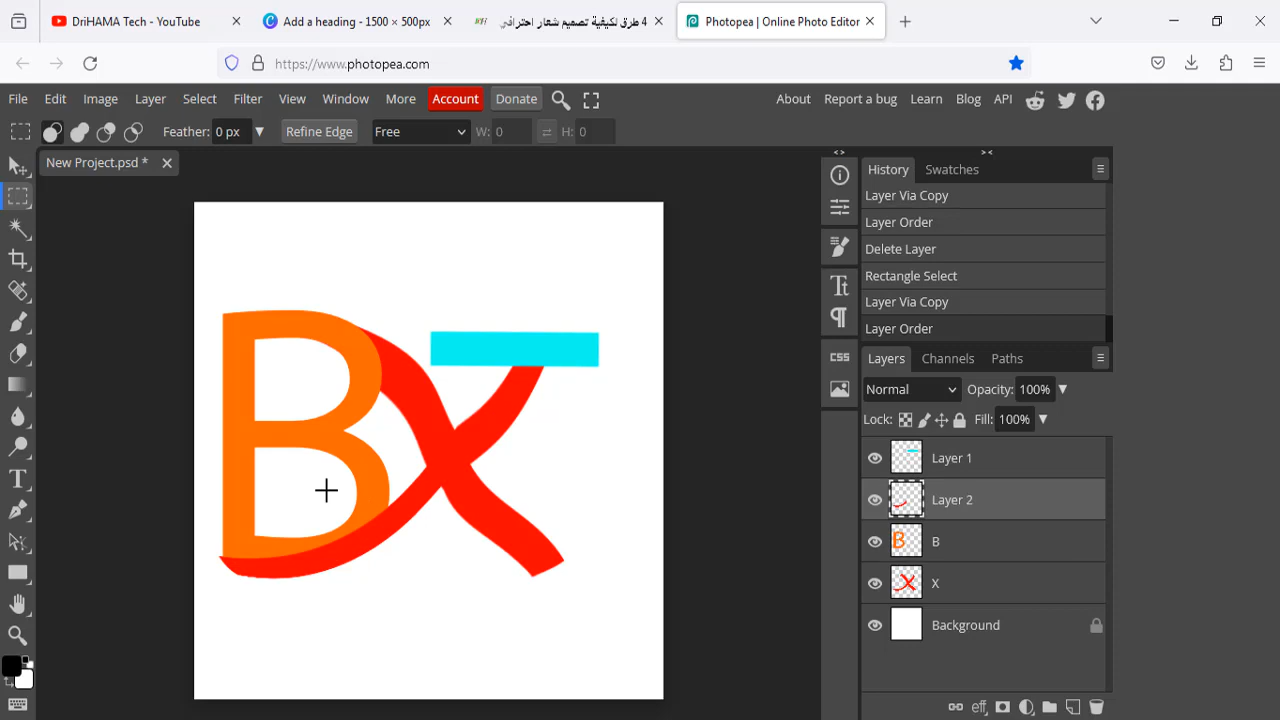 DriHAMA Tech - YouTube
Add a heading - 1500 × 500px
4 طرق لكيفية تصميم شعار احترافي
Photopea | Online Photo Editor
https://www.photopea.com
File Edit Image Layer Select Filter View Window More Account Donate
About Report a bug Learn Blog API
Feather: 0 px Refine Edge Free W: 0 H: 0
New Project.psd *
History Swatches
Layer Via Copy
Layer Order
Delete Layer
Rectangle Select
Layer Via Copy
Layer Order
CSS
Layers Channels Paths
Normal Opacity: 100%
Lock: Fill: 100%
Layer 1
Layer 2
B
X
Background
eff
BX